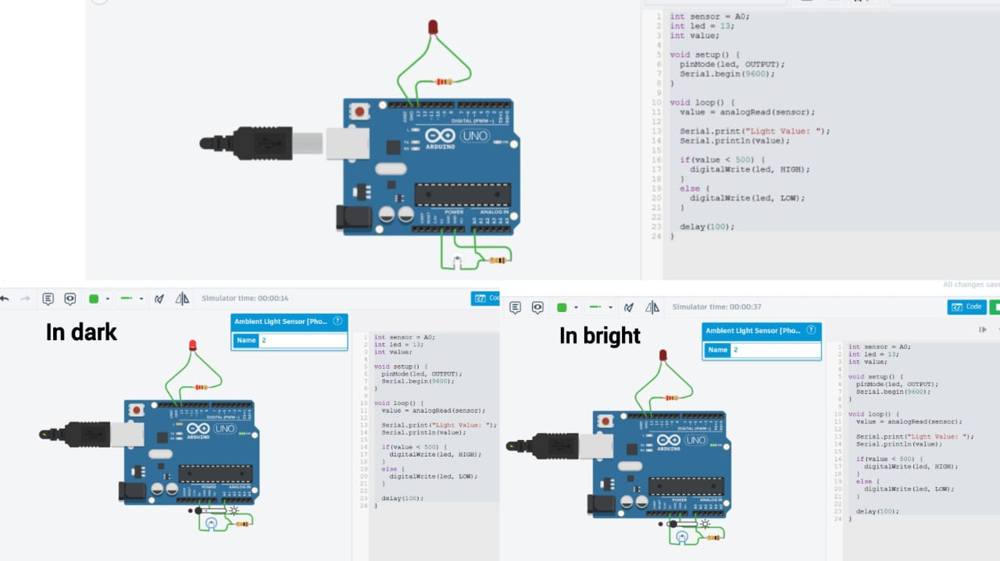 1 int sensor = A0;
2 int led = 13;
3 int value;
4
5 void setup() {
6 pinMode(led, OUTPUT);
7 Serial.begin(9600);
8 }
9
10 void loop() {
11 value = analogRead(sensor);
12
13 Serial.print("Light Value: ");
14 Serial.println(value);
15
16 if(value < 500) {
17 digitalWrite(led, HIGH);
18 }
19 else {
20 digitalWrite(led, LOW);
21 }
22
23 delay(100);
24 }
DIGITAL (PWM~)
UNO
ARDUINO
POWER
ANALOG IN
Simulator time: 00:00:14
In dark
Ambient Light Sensor [Pho...
Name 2
1 int sensor = A0;
2 int led = 13;
3 int value;
4
5 void setup() {
6 pinMode(led, OUTPUT);
7 Serial.begin(9600);
8 }
9
10 void loop() {
11 value = analogRead(sensor);
12
13 Serial.print("Light Value: ");
14 Serial.println(value);
15
16 if(value < 500) {
17 digitalWrite(led, HIGH);
18 }
19 else {
20 digitalWrite(led, LOW);
21 }
22
23 delay(100);
24 }
DIGITAL (PWM~)
UNO
ARDUINO
POWER
ANALOG IN
All changes save
Simulator time: 00:00:37
Code
In bright
Ambient Light Sensor [Pho...
Name 2
1 int sensor = A0;
2 int led = 13;
3 int value;
4
5 void setup() {
6 pinMode(led, OUTPUT);
7 Serial.begin(9600);
8 }
9
10 void loop() {
11 value = analogRead(sensor);
12
13 Serial.print("Light Value: ");
14 Serial.println(value);
15
16 if(value < 500) {
17 digitalWrite(led, HIGH);
18 }
19 else {
20 digitalWrite(led, LOW);
21 }
22
23 delay(100);
24 }
DIGITAL (PWM~)
UNO
ARDUINO
POWER
ANALOG IN